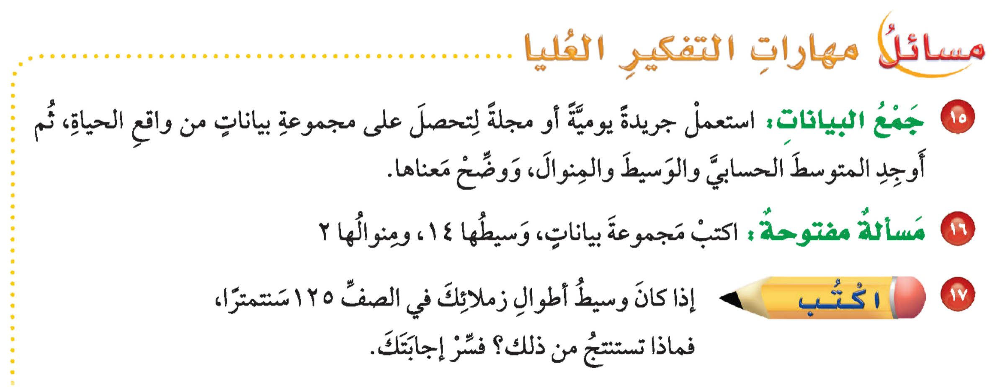 مسائلُ مهاراتِ التفكيرِ العُليا
١٥ جَمْعُ البياناتِ: استعملْ جريدةً يوميَّةً أو مجلةً لِتحصلَ على مجموعةِ بياناتٍ من واقعِ الحياةِ، ثُم
أَوجِدِ المتوسطَ الحسابيَّ والوَسيطَ والمِنوالَ، وَوضِّحْ مَعناها.
١٦ مَسألةٌ مفتوحةٌ: اكتبْ مَجموعةَ بياناتٍ، وَسيطُها ١٤، ومِنوالُها ٢
١٧ اكْتُب إذا كانَ وسيطُ أطوالِ زملائِكَ في الصفِّ ١٢٥ سَنتمترًا،
فماذا تستنتجُ من ذلك؟ فسِّرْ إجابَتَكَ.